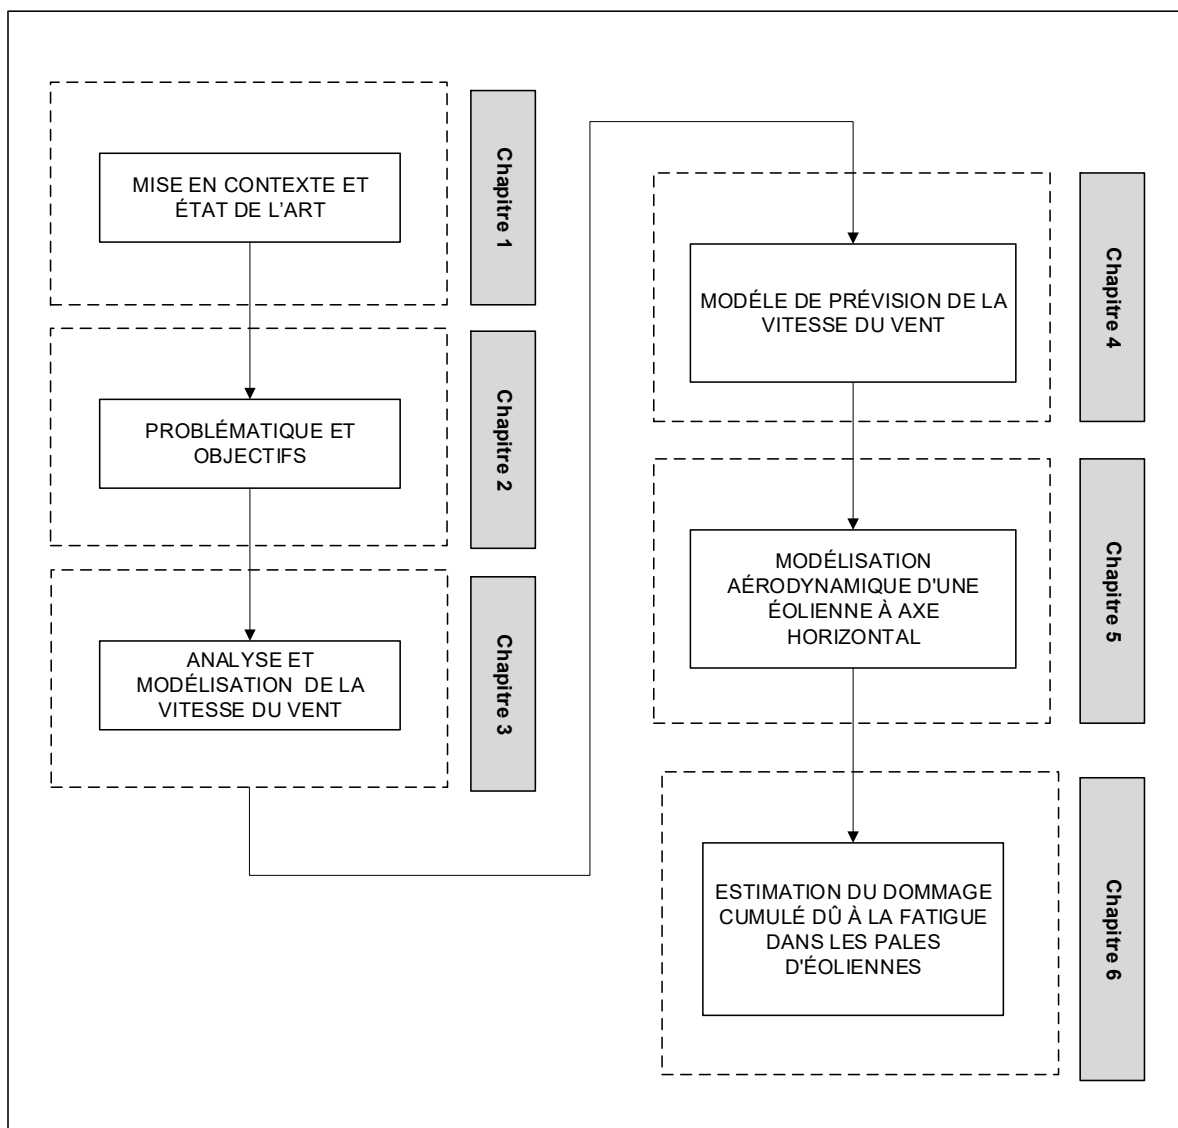 MISE EN CONTEXTE ET
ÉTAT DE L'ART
Chapitre 1
PROBLÉMATIQUE ET
OBJECTIFS
Chapitre 2
ANALYSE ET
MODÉLISATION DE LA
VITESSE DU VENT
Chapitre 3
MODÉLE DE PRÉVISION DE LA
VITESSE DU VENT
Chapitre 4
MODÉLISATION
AÉRODYNAMIQUE D'UNE
ÉOLIENNE À AXE
HORIZONTAL
Chapitre 5
ESTIMATION DU DOMMAGE
CUMULÉ DÛ À LA FATIGUE
DANS LES PALES
D'ÉOLIENNES
Chapitre 6